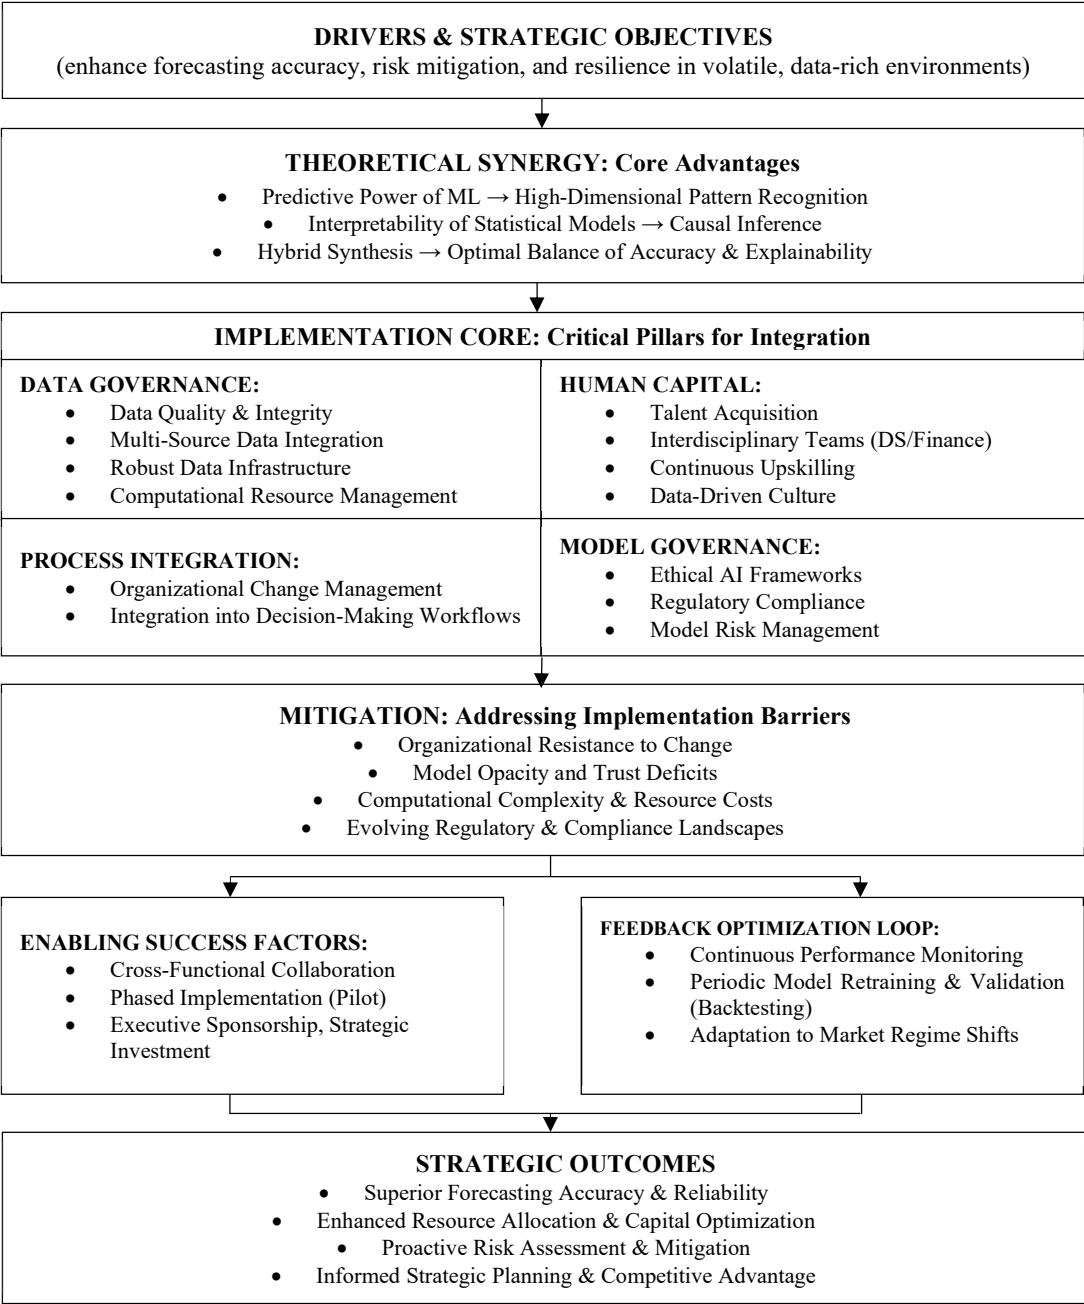 DRIVERS & STRATEGIC OBJECTIVES
(enhance forecasting accuracy, risk mitigation, and resilience in volatile, data-rich environments)
THEORETICAL SYNERGY: Core Advantages
• Predictive Power of ML → High-Dimensional Pattern Recognition
• Interpretability of Statistical Models → Causal Inference
• Hybrid Synthesis → Optimal Balance of Accuracy & Explainability
IMPLEMENTATION CORE: Critical Pillars for Integration
DATA GOVERNANCE:
• Data Quality & Integrity
• Multi-Source Data Integration
• Robust Data Infrastructure
• Computational Resource Management
HUMAN CAPITAL:
• Talent Acquisition
• Interdisciplinary Teams (DS/Finance)
• Continuous Upskilling
• Data-Driven Culture
PROCESS INTEGRATION:
• Organizational Change Management
• Integration into Decision-Making Workflows
MODEL GOVERNANCE:
• Ethical AI Frameworks
• Regulatory Compliance
• Model Risk Management
MITIGATION: Addressing Implementation Barriers
• Organizational Resistance to Change
• Model Opacity and Trust Deficits
• Computational Complexity & Resource Costs
• Evolving Regulatory & Compliance Landscapes
ENABLING SUCCESS FACTORS:
• Cross-Functional Collaboration
• Phased Implementation (Pilot)
• Executive Sponsorship, Strategic
Investment
FEEDBACK OPTIMIZATION LOOP:
• Continuous Performance Monitoring
• Periodic Model Retraining & Validation
(Backtesting)
• Adaptation to Market Regime Shifts
STRATEGIC OUTCOMES
• Superior Forecasting Accuracy & Reliability
• Enhanced Resource Allocation & Capital Optimization
• Proactive Risk Assessment & Mitigation
• Informed Strategic Planning & Competitive Advantage